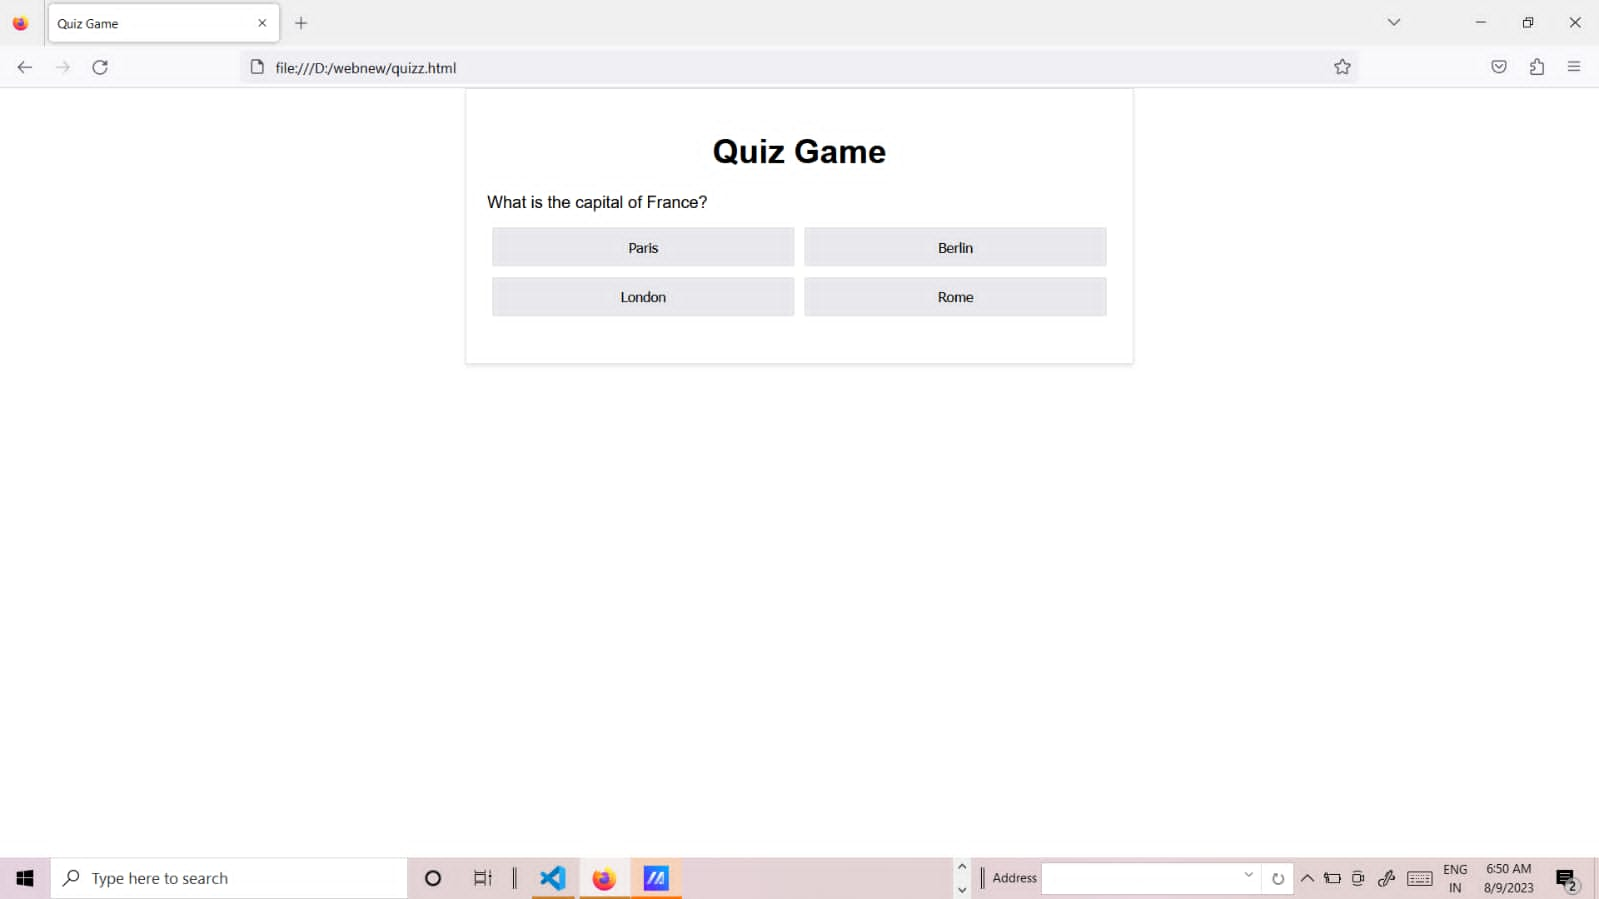 Quiz Game
file:///D:/webnew/quizz.html
Quiz Game
What is the capital of France?
Paris
Berlin
London
Rome
Type here to search
Address
ENG
IN
6:50 AM
8/9/2023
2